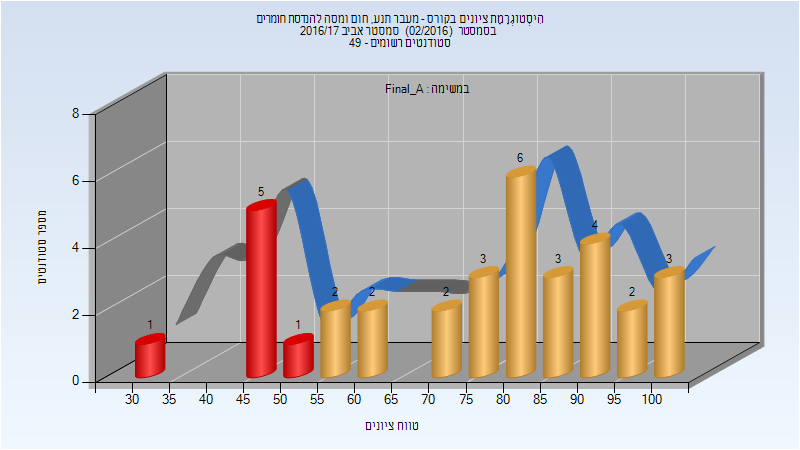 היסטוגרמת ציונים בקורס - מעבר תנע, חום ומסה להנדסת חומרים
בסמסטר (02/2016) סמסטר אביב 2016/17
סטודנטים רשומים - 49
במשימה : Final_A
מספר סטודנטים
8
6
4
2
0
1
5
1
2
2
2
3
6
3
4
2
3
30 35 40 45 50 55 60 65 70 75 80 85 90 95 100
טווח ציונים